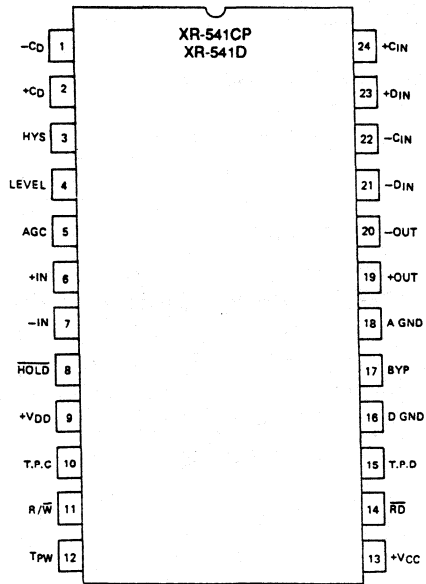 XR-541CP
XR-541D
−CD 1
+CD 2
HYS 3
LEVEL 4
AGC 5
+IN 6
−IN 7
H̅O̅L̅D̅ 8
+VDD 9
T.P.C 10
R/W̅ 11
TPW 12
24 +CIN
23 +DIN
22 −CIN
21 −DIN
20 −OUT
19 +OUT
18 A GND
17 BYP
16 D GND
15 T.P.D
14 R̅D̅
13 +VCC